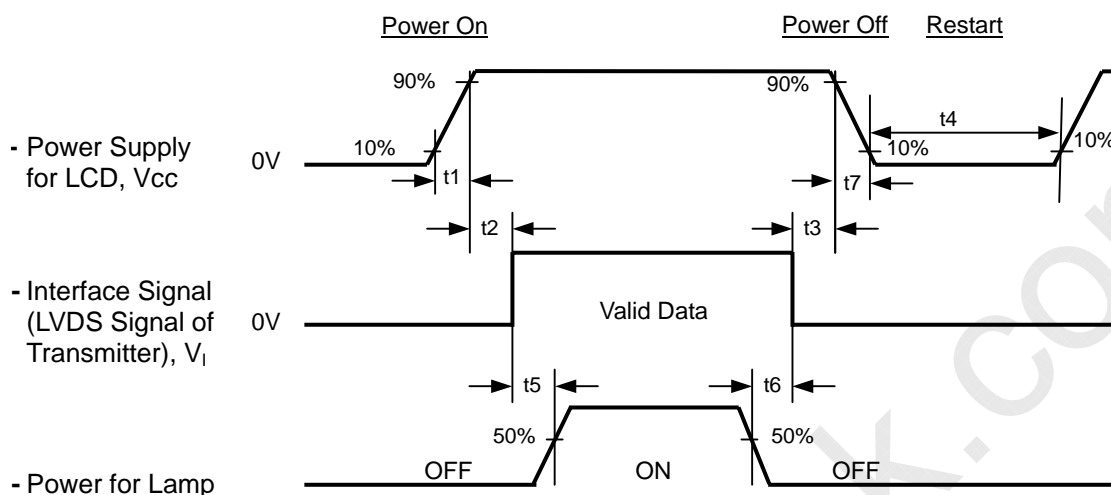 Power On
Power Off Restart
90%
90%
t4
- Power Supply for LCD, Vcc
0V
10%
10%
10%
t1
t7
t2
t3
- Interface Signal (LVDS Signal of Transmitter), VI
0V
Valid Data
t5
t6
50%
50%
- Power for Lamp
OFF
ON
OFF
k.com